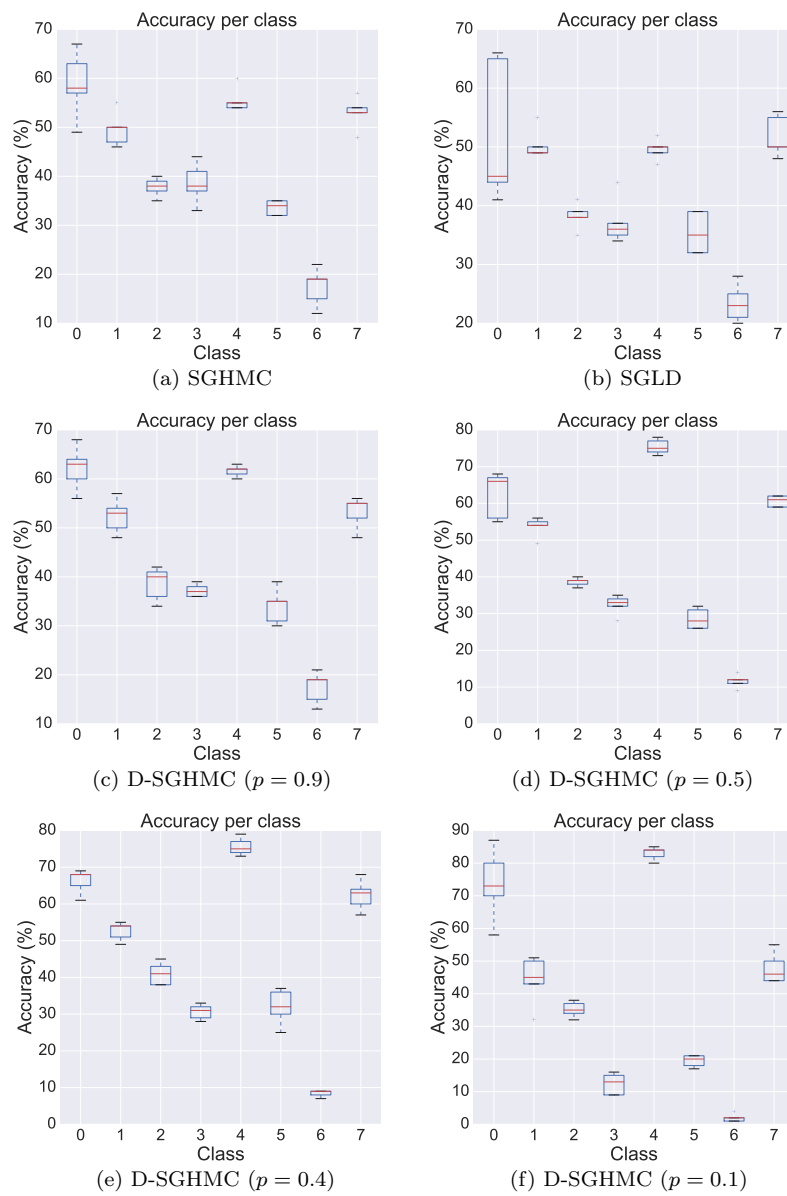 Accuracy per class
70
60
50
40
30
20
10
Accuracy (%)
0 1 2 3 4 5 6 7
Class
(a) SGHMC
Accuracy per class
70
60
50
40
30
20
Accuracy (%)
0 1 2 3 4 5 6 7
Class
(b) SGLD
Accuracy per class
70
60
50
40
30
20
10
Accuracy (%)
0 1 2 3 4 5 6 7
Class
(c) D-SGHMC (p = 0.9)
Accuracy per class
80
70
60
50
40
30
20
10
0
Accuracy (%)
0 1 2 3 4 5 6 7
Class
(d) D-SGHMC (p = 0.5)
Accuracy per class
80
70
60
50
40
30
20
10
0
Accuracy (%)
0 1 2 3 4 5 6 7
Class
(e) D-SGHMC (p = 0.4)
Accuracy per class
90
80
70
60
50
40
30
20
10
0
Accuracy (%)
0 1 2 3 4 5 6 7
Class
(f) D-SGHMC (p = 0.1)